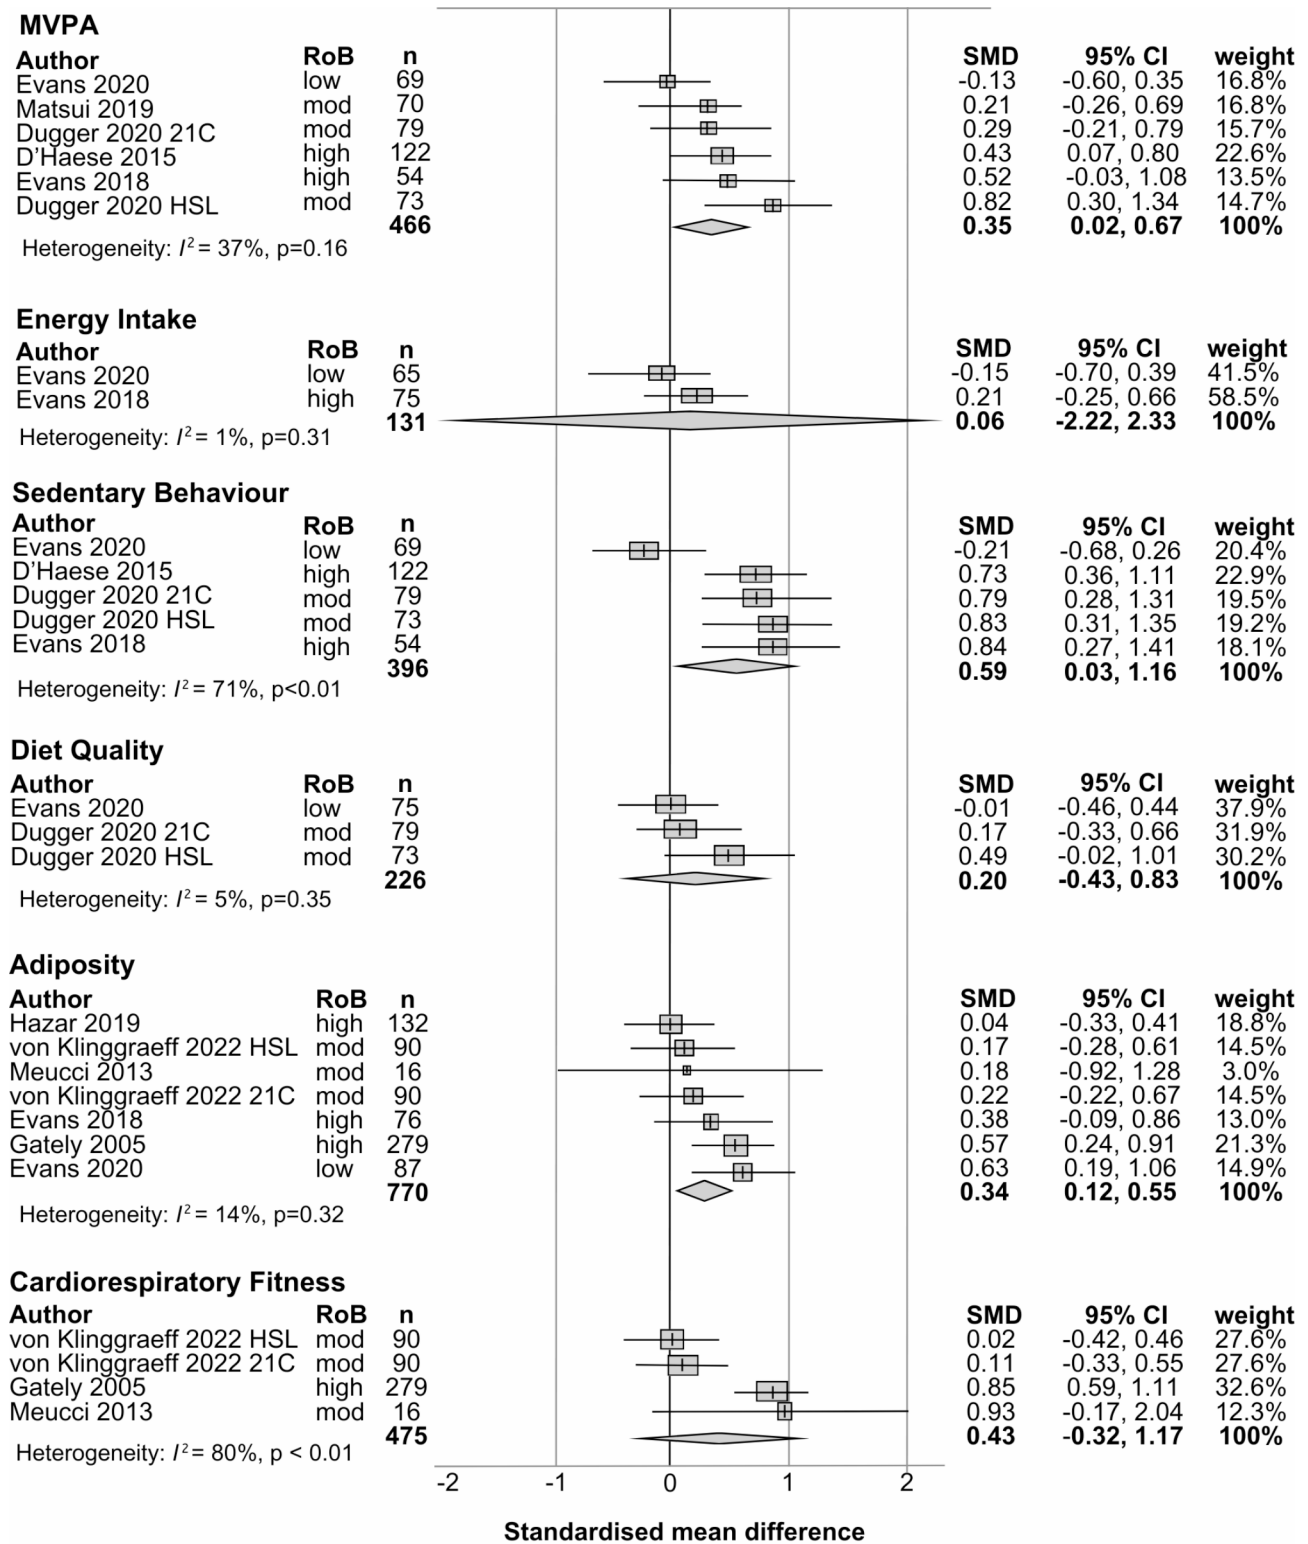 MVPA
Author RoB n SMD 95% CI weight
Evans 2020 low 69 -0.13 -0.60, 0.35 16.8%
Matsui 2019 mod 70 0.21 -0.26, 0.69 16.8%
Dugger 2020 21C mod 79 0.29 -0.21, 0.79 15.7%
D'Haese 2015 high 122 0.43 0.07, 0.80 22.6%
Evans 2018 high 54 0.52 -0.03, 1.08 13.5%
Dugger 2020 HSL mod 73 0.82 0.30, 1.34 14.7%
466 0.35 0.02, 0.67 100%
Heterogeneity: I² = 37%, p=0.16
Energy Intake
Author RoB n SMD 95% CI weight
Evans 2020 low 65 -0.15 -0.70, 0.39 41.5%
Evans 2018 high 75 0.21 -0.25, 0.66 58.5%
131 0.06 -2.22, 2.33 100%
Heterogeneity: I² = 1%, p=0.31
Sedentary Behaviour
Author RoB n SMD 95% CI weight
Evans 2020 low 69 -0.21 -0.68, 0.26 20.4%
D'Haese 2015 high 122 0.73 0.36, 1.11 22.9%
Dugger 2020 21C mod 79 0.79 0.28, 1.31 19.5%
Dugger 2020 HSL mod 73 0.83 0.31, 1.35 19.2%
Evans 2018 high 54 0.84 0.27, 1.41 18.1%
396 0.59 0.03, 1.16 100%
Heterogeneity: I² = 71%, p<0.01
Diet Quality
Author RoB n SMD 95% CI weight
Evans 2020 low 75 -0.01 -0.46, 0.44 37.9%
Dugger 2020 21C mod 79 0.17 -0.33, 0.66 31.9%
Dugger 2020 HSL mod 73 0.49 -0.02, 1.01 30.2%
226 0.20 -0.43, 0.83 100%
Heterogeneity: I² = 5%, p=0.35
Adiposity
Author RoB n SMD 95% CI weight
Hazar 2019 high 132 0.04 -0.33, 0.41 18.8%
von Klinggraeff 2022 HSL mod 90 0.17 -0.28, 0.61 14.5%
Meucci 2013 mod 16 0.18 -0.92, 1.28 3.0%
von Klinggraeff 2022 21C mod 90 0.22 -0.22, 0.67 14.5%
Evans 2018 high 76 0.38 -0.09, 0.86 13.0%
Gately 2005 high 279 0.57 0.24, 0.91 21.3%
Evans 2020 low 87 0.63 0.19, 1.06 14.9%
770 0.34 0.12, 0.55 100%
Heterogeneity: I² = 14%, p=0.32
Cardiorespiratory Fitness
Author RoB n SMD 95% CI weight
von Klinggraeff 2022 HSL mod 90 0.02 -0.42, 0.46 27.6%
von Klinggraeff 2022 21C mod 90 0.11 -0.33, 0.55 27.6%
Gately 2005 high 279 0.85 0.59, 1.11 32.6%
Meucci 2013 mod 16 0.93 -0.17, 2.04 12.3%
475 0.43 -0.32, 1.17 100%
Heterogeneity: I² = 80%, p < 0.01
-2 -1 0 1 2
Standardised mean difference